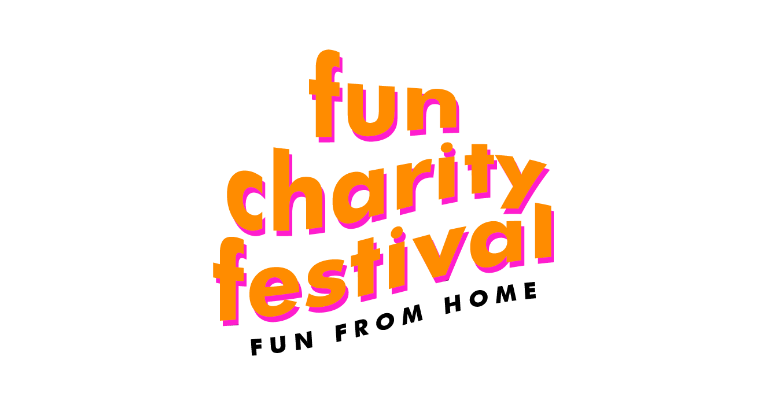 fun
charity
festival
FUN FROM HOME